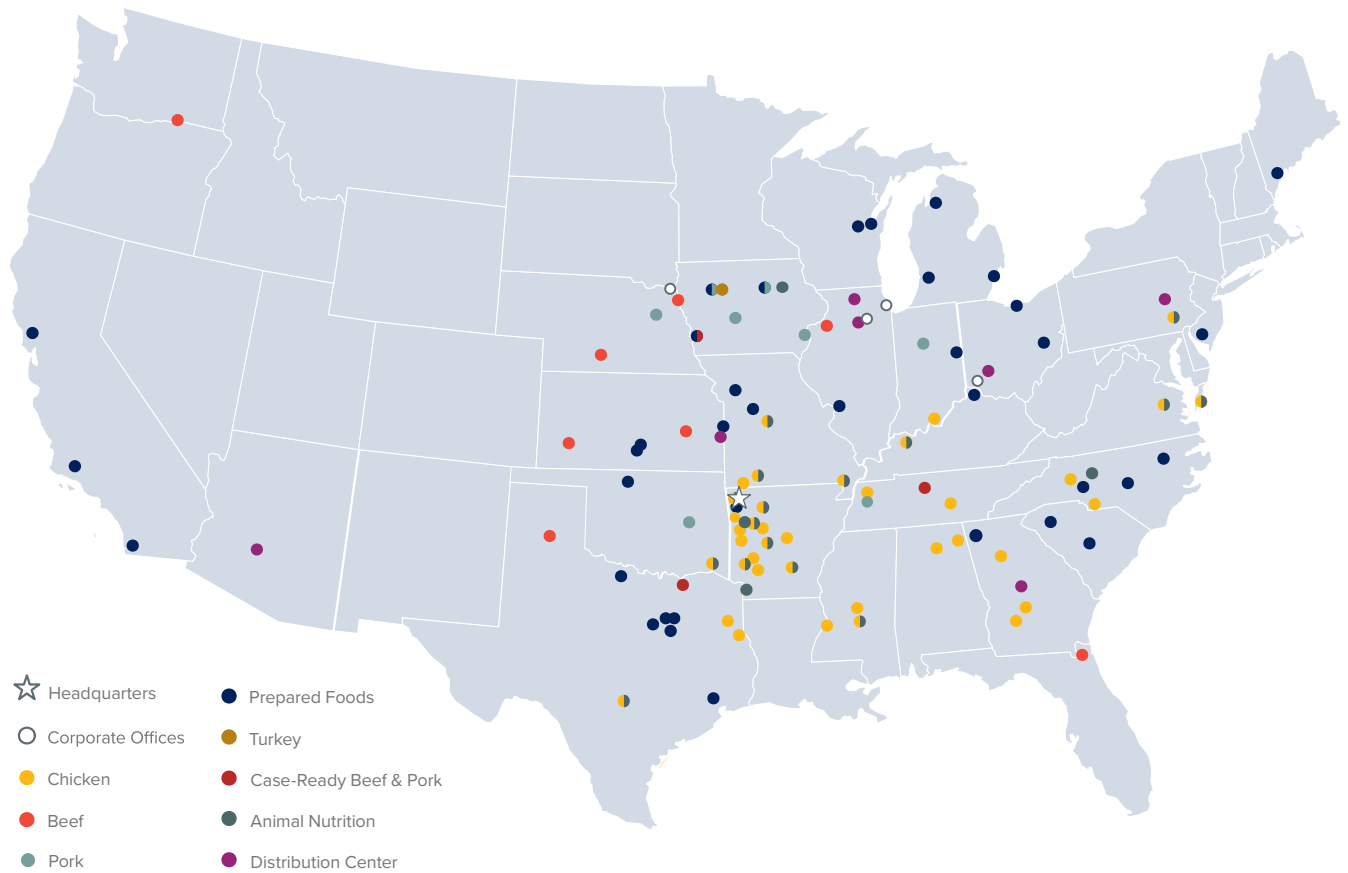 Headquarters
Corporate Offices
Chicken
Beef
Pork
Prepared Foods
Turkey
Case-Ready Beef & Pork
Animal Nutrition
Distribution Center